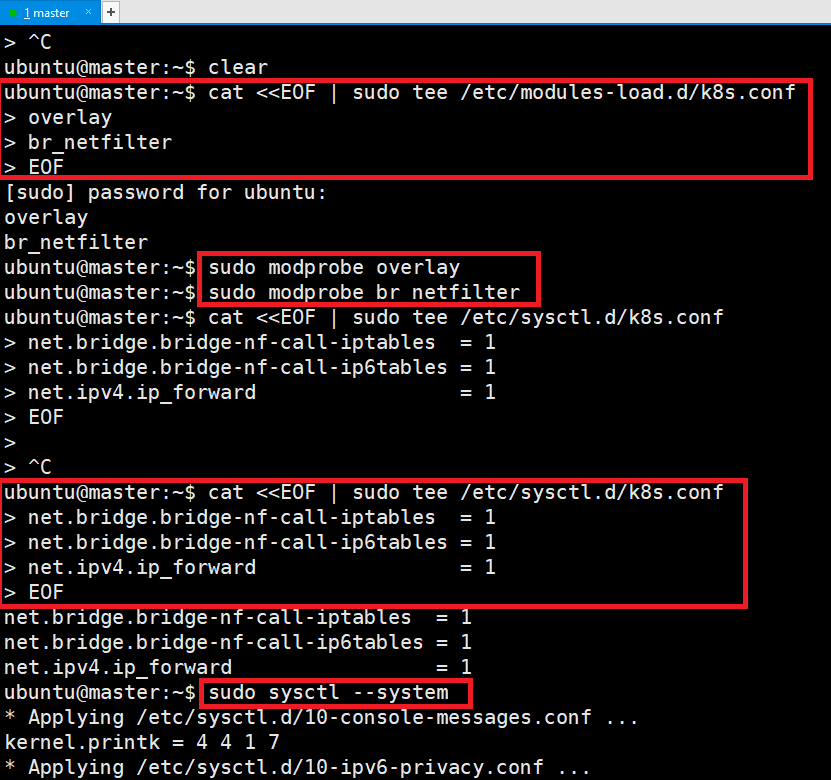 1 master × +
> ^C
ubuntu@master:~$ clear
ubuntu@master:~$ cat <<EOF | sudo tee /etc/modules-load.d/k8s.conf
> overlay
> br_netfilter
> EOF
[sudo] password for ubuntu:
overlay
br_netfilter
ubuntu@master:~$ sudo modprobe overlay
ubuntu@master:~$ sudo modprobe br_netfilter
ubuntu@master:~$ cat <<EOF | sudo tee /etc/sysctl.d/k8s.conf
> net.bridge.bridge-nf-call-iptables  = 1
> net.bridge.bridge-nf-call-ip6tables = 1
> net.ipv4.ip_forward                 = 1
> EOF
>
> ^C
ubuntu@master:~$ cat <<EOF | sudo tee /etc/sysctl.d/k8s.conf
> net.bridge.bridge-nf-call-iptables  = 1
> net.bridge.bridge-nf-call-ip6tables = 1
> net.ipv4.ip_forward                 = 1
> EOF
net.bridge.bridge-nf-call-iptables  = 1
net.bridge.bridge-nf-call-ip6tables = 1
net.ipv4.ip_forward                 = 1
ubuntu@master:~$ sudo sysctl --system
* Applying /etc/sysctl.d/10-console-messages.conf ...
kernel.printk = 4 4 1 7
* Applying /etc/sysctl.d/10-ipv6-privacy.conf ...